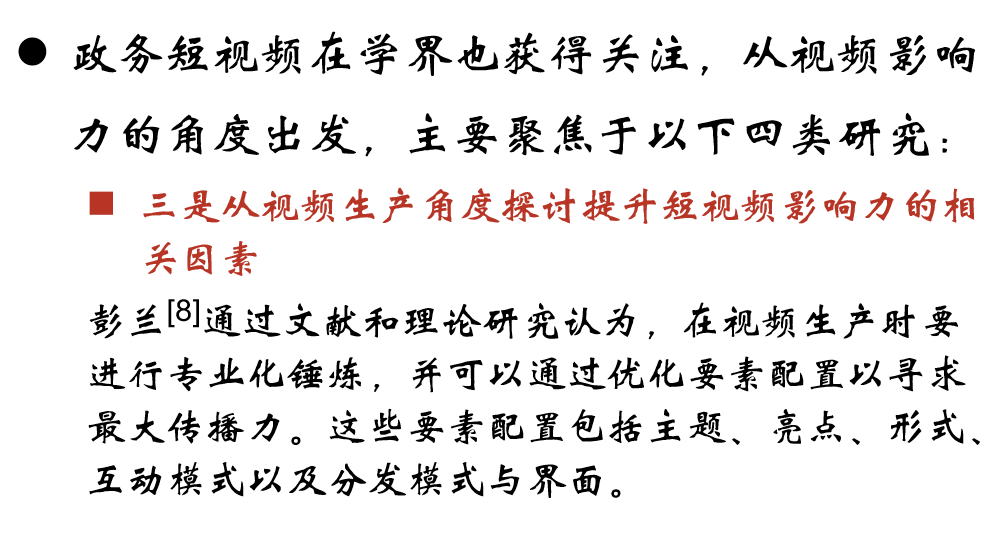 ● 政务短视频在学界也获得关注，从视频影响
力的角度出发，主要聚焦于以下四类研究：
■ 三是从视频生产角度探讨提升短视频影响力的相
关因素
彭兰[8]通过文献和理论研究认为，在视频生产时要
进行专业化锤炼，并可以通过优化要素配置以寻求
最大传播力。这些要素配置包括主题、亮点、形式、
互动模式以及分发模式与界面。